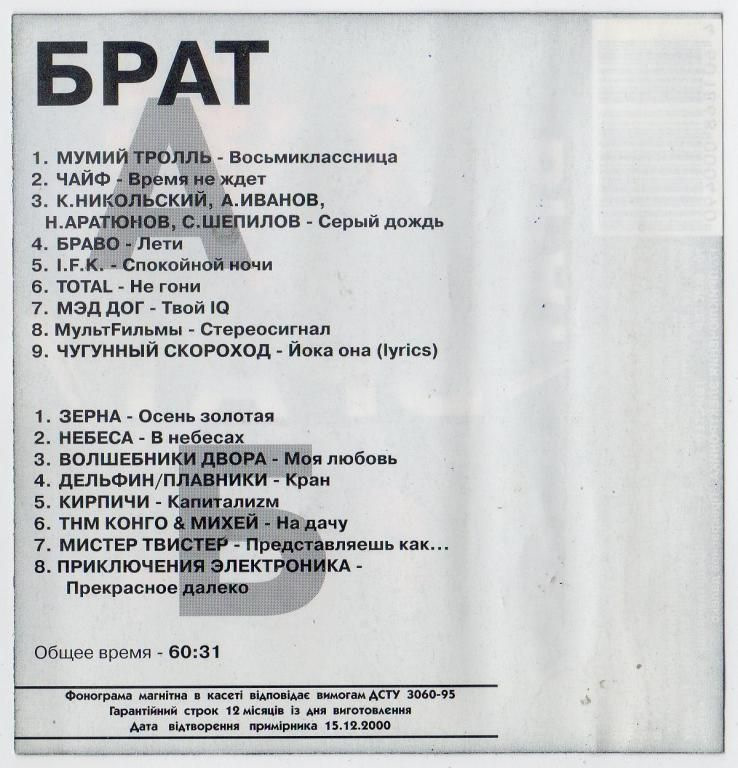 БРАТ
А
1. МУМИЙ ТРОЛЛЬ - Восьмиклассница
2. ЧАЙФ - Время не ждет
3. К.НИКОЛЬСКИЙ, А.ИВАНОВ,
Н.АРАТЮНОВ, С.ШЕПИЛОВ - Серый дождь
4. БРАВО - Лети
5. I.F.K. - Спокойной ночи
6. TOTAL - Не гони
7. МЭД ДОГ - Твой IQ
8. МультFильмы - Стереосигнал
9. ЧУГУННЫЙ СКОРОХОД - Йока она (lyrics)
Б
1. ЗЕРНА - Осень золотая
2. НЕБЕСА - В небесах
3. ВОЛШЕБНИКИ ДВОРА - Моя любовь
4. ДЕЛЬФИН/ПЛАВНИКИ - Кран
5. КИРПИЧИ - Капиталиzм
6. ТНМ КОНГО & МИХЕЙ - На дачу
7. МИСТЕР ТВИСТЕР - Представляешь как...
8. ПРИКЛЮЧЕНИЯ ЭЛЕКТРОНИКА -
Прекрасное далеко
Общее время - 60:31
Фонограма магнітна в касеті відповідає вимогам ДСТУ 3060-95
Гарантійний строк 12 місяців із дня виготовлення
Дата відтворення примірника 15.12.2000